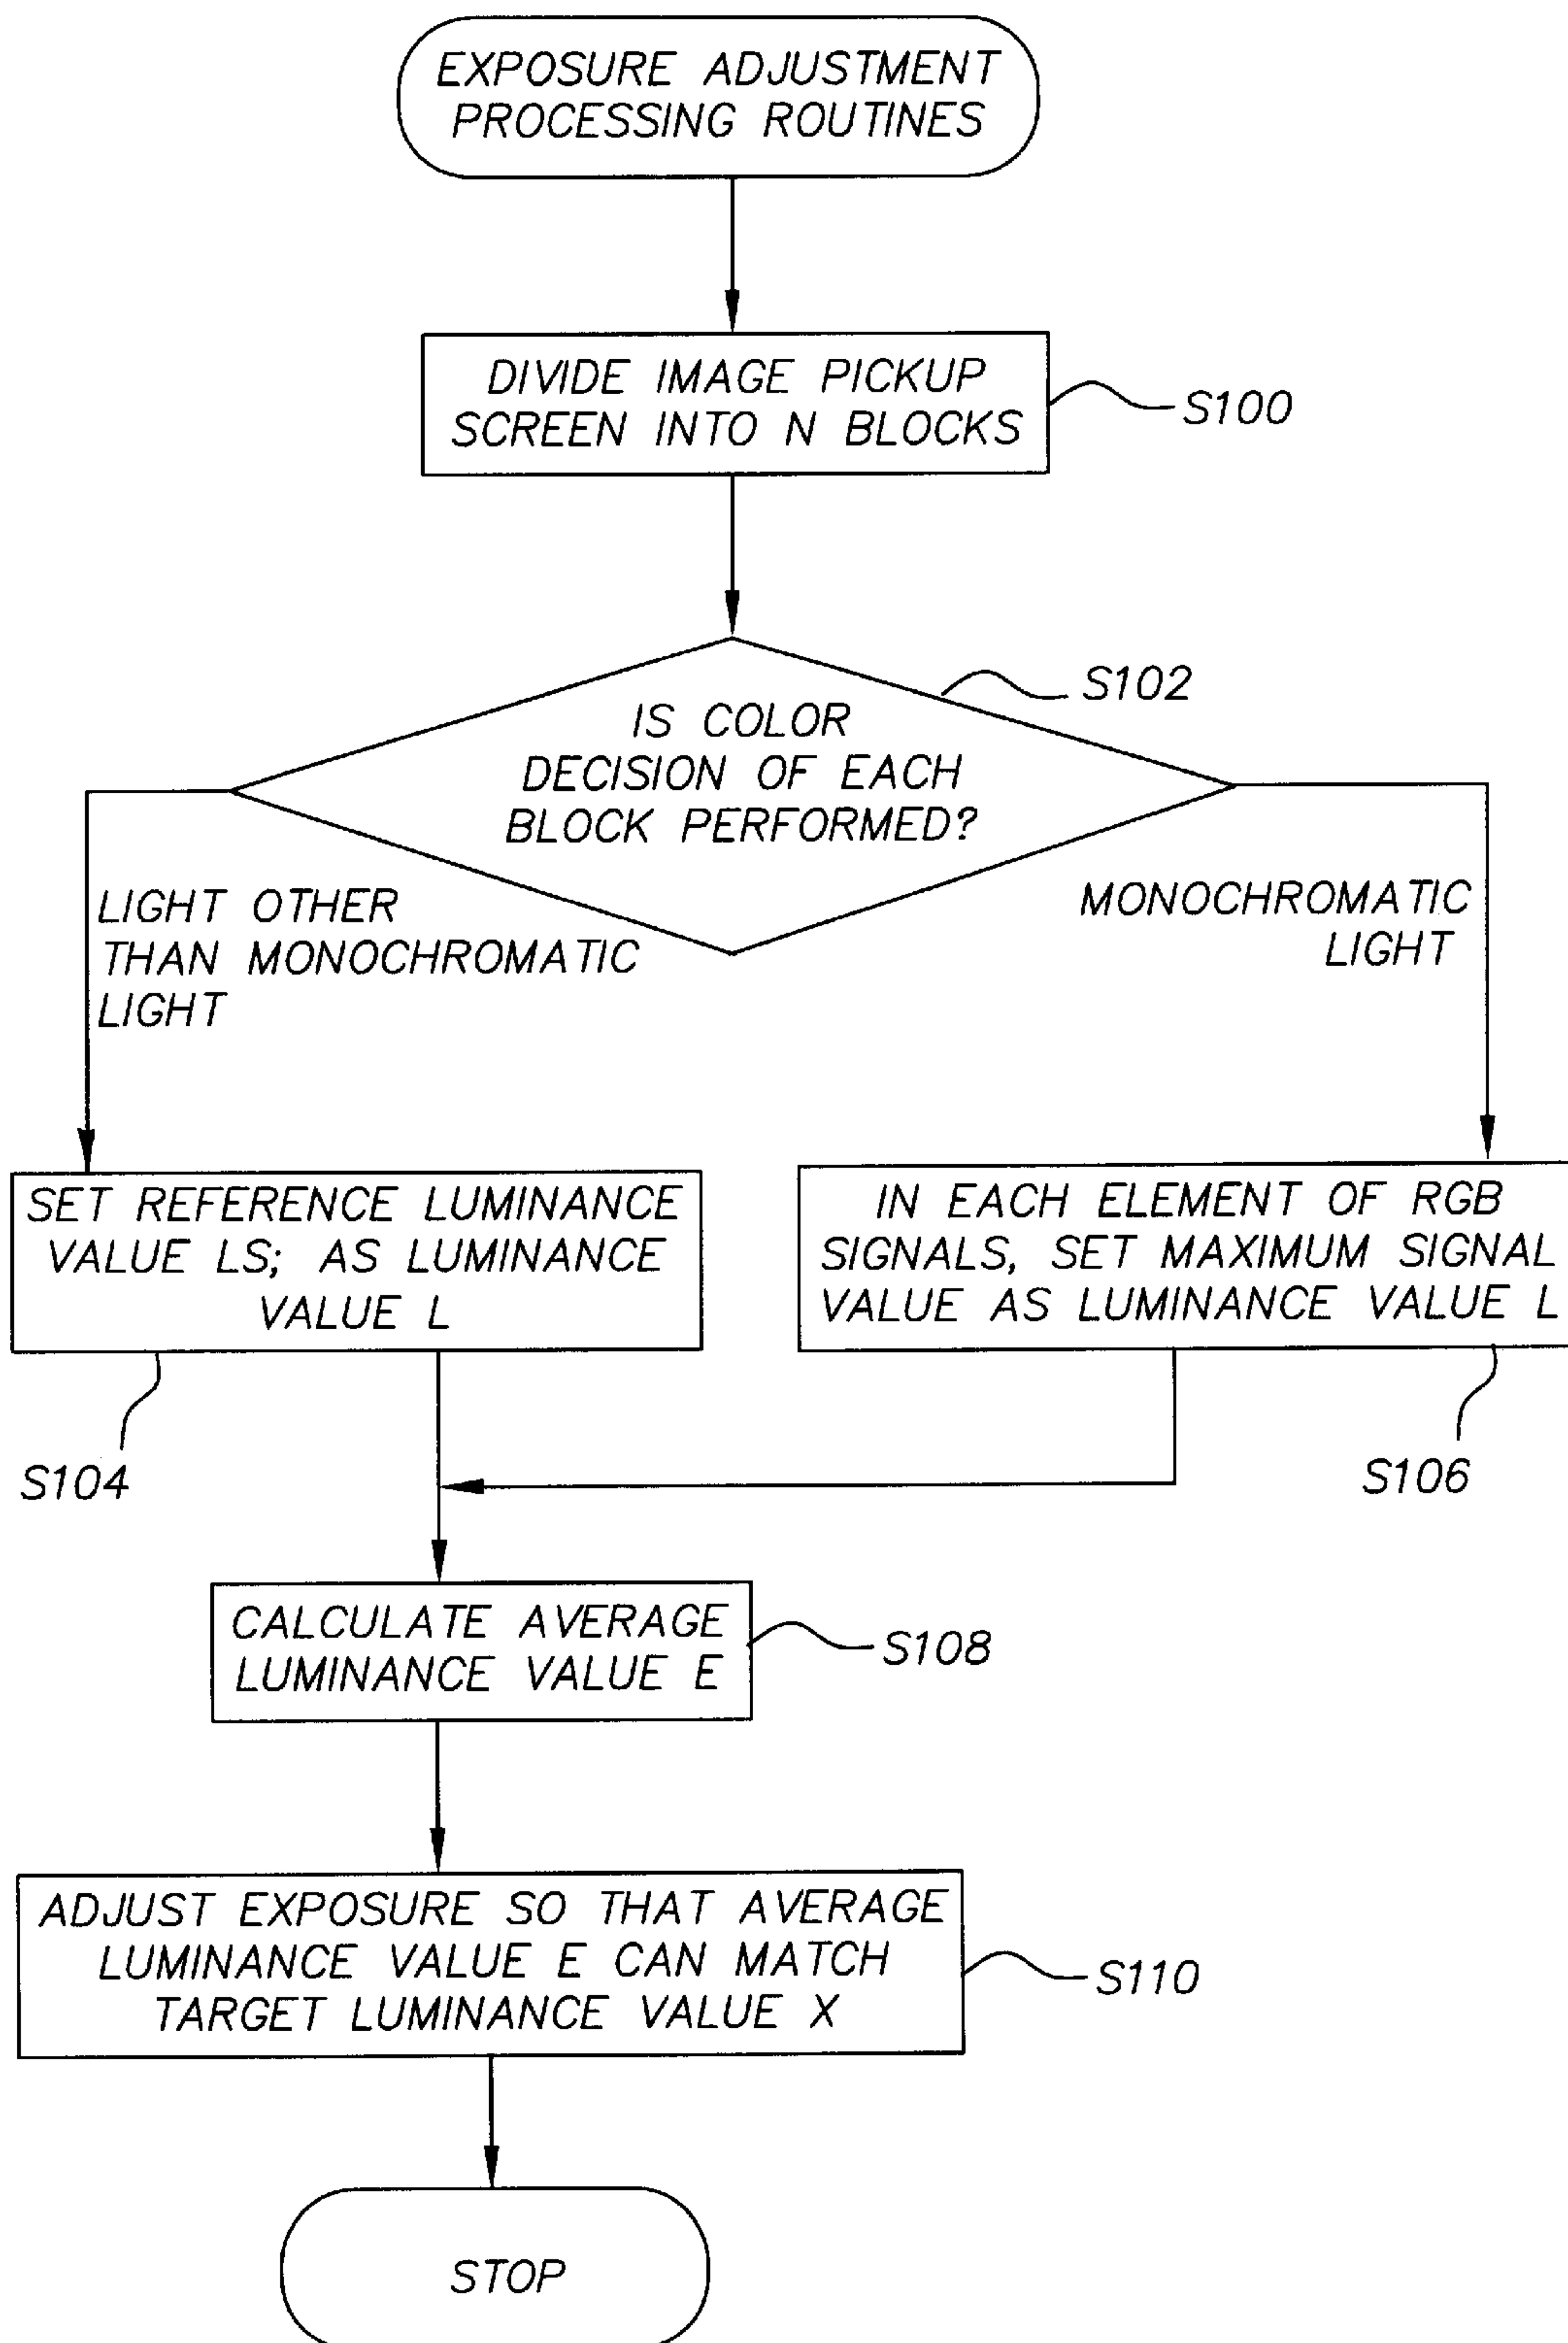 EXPOSURE ADJUSTMENT
PROCESSING ROUTINES
DIVIDE IMAGE PICKUP
SCREEN INTO N BLOCKS
S100
S102
IS COLOR
DECISION OF EACH
BLOCK PERFORMED?
LIGHT OTHER
THAN MONOCHROMATIC
LIGHT
MONOCHROMATIC
LIGHT
SET REFERENCE LUMINANCE
VALUE LS; AS LUMINANCE
VALUE L
S104
IN EACH ELEMENT OF RGB
SIGNALS, SET MAXIMUM SIGNAL
VALUE AS LUMINANCE VALUE L
S106
CALCULATE AVERAGE
LUMINANCE VALUE E
S108
ADJUST EXPOSURE SO THAT AVERAGE
LUMINANCE VALUE E CAN MATCH
TARGET LUMINANCE VALUE X
S110
STOP